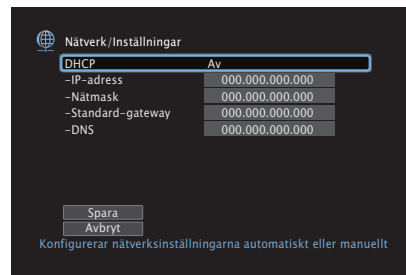 Nätverk/Inställningar
DHCP Av
–IP-adress 000.000.000.000
–Nätmask 000.000.000.000
–Standard-gateway 000.000.000.000
–DNS 000.000.000.000
Spara
Avbryt
Konfigurerar nätverksinställningarna automatiskt eller manuellt